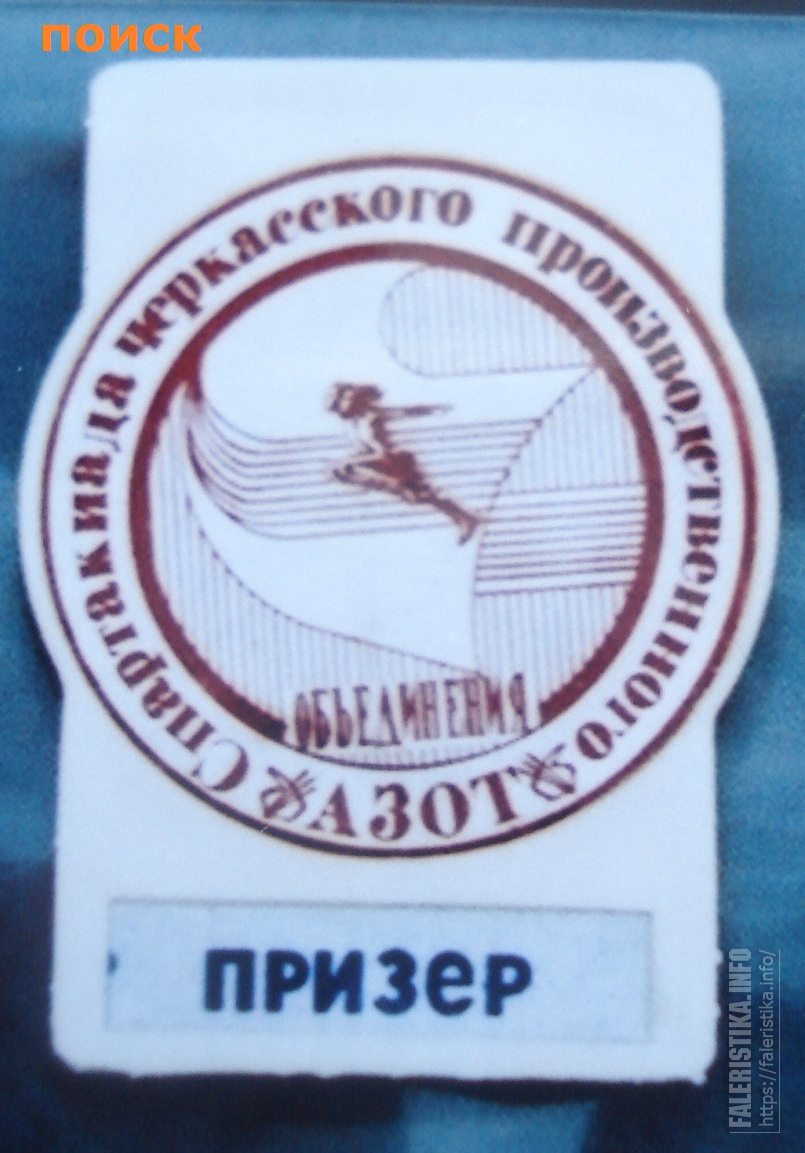 поиск
Спартакиада черкасского производственного
ОБЪЕДИНЕНИЯ
АЗОТ
ПРИЗЕР
FALERISTIKA.INFO
https://faleristika.info/